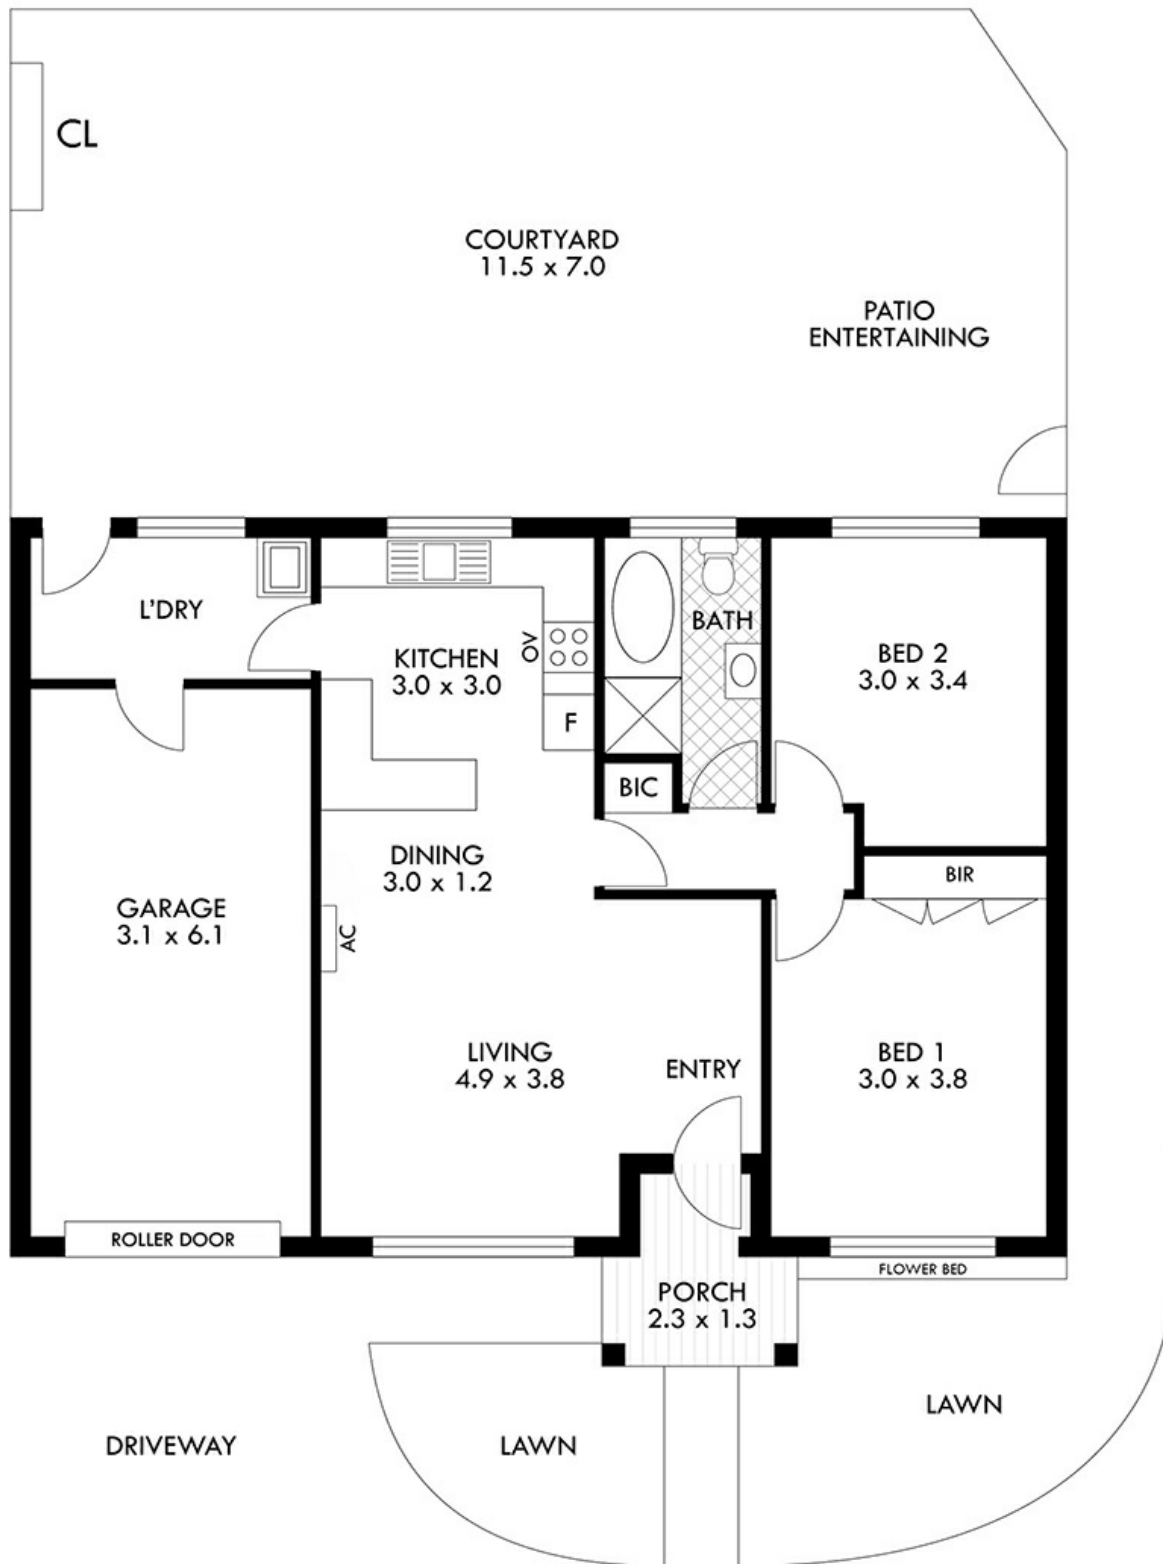 CL
COURTYARD
11.5 x 7.0
PATIO
ENTERTAINING
L'DRY
KITCHEN
3.0 x 3.0
OV
F
BATH
BED 2
3.0 x 3.4
BIC
DINING
3.0 x 1.2
BIR
GARAGE
3.1 x 6.1
AC
LIVING
4.9 x 3.8
ENTRY
BED 1
3.0 x 3.8
ROLLER DOOR
FLOWER BED
PORCH
2.3 x 1.3
DRIVEWAY
LAWN
LAWN